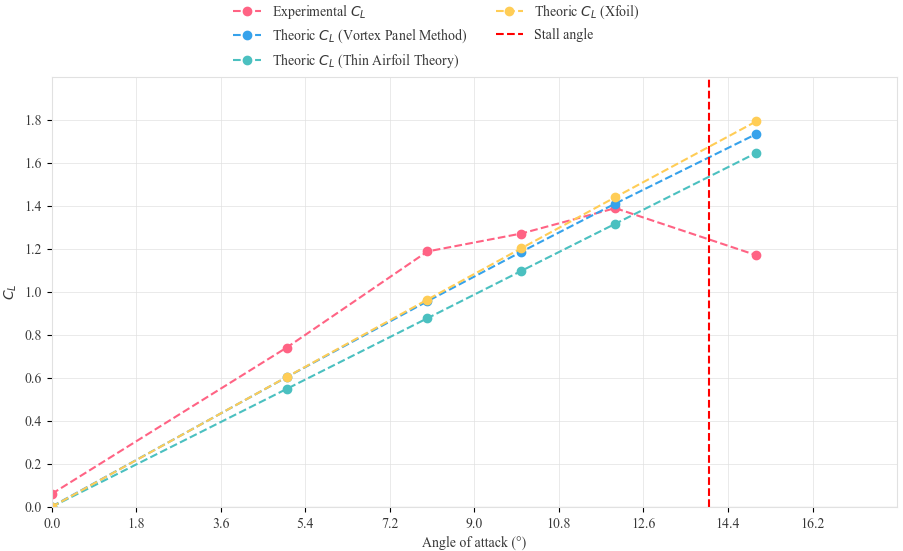 Experimental C_L
Theoric C_L (Vortex Panel Method)
Theoric C_L (Thin Airfoil Theory)
Theoric C_L (Xfoil)
Stall angle
C_L
1.8
1.6
1.4
1.2
1.0
0.8
0.6
0.4
0.2
0.0
0.0 1.8 3.6 5.4 7.2 9.0 10.8 12.6 14.4 16.2
Angle of attack (°)